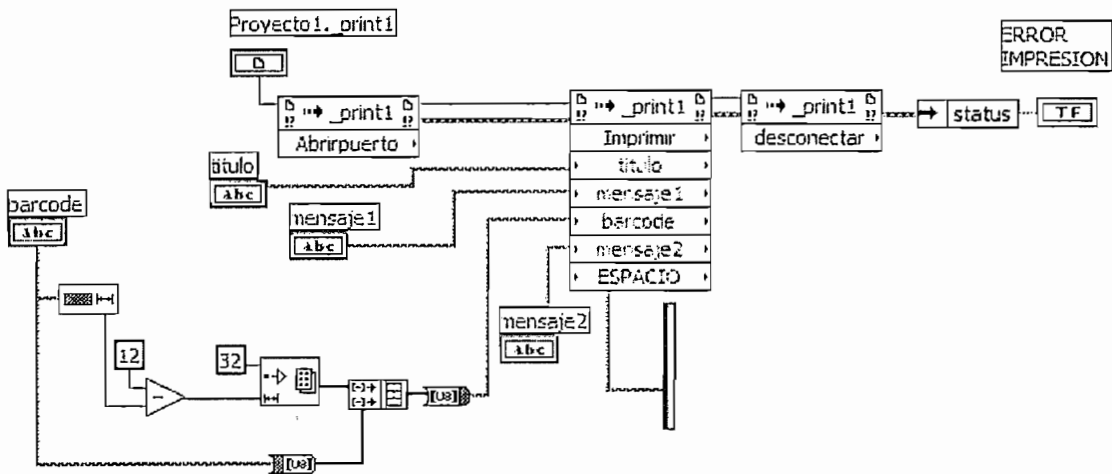 Proyecto1._print1
ERROR
IMPRESION
_print1
_print1
_print1
status
TF
Abrirpuerto
Imprimir
desconectar
titulo
Abc
titulo
mensaje1
Abc
mensaje1
barcode
Abc
barcode
mensaje2
ESPACIO
mensaje2
Abc
12
32
[U8]
[U8]